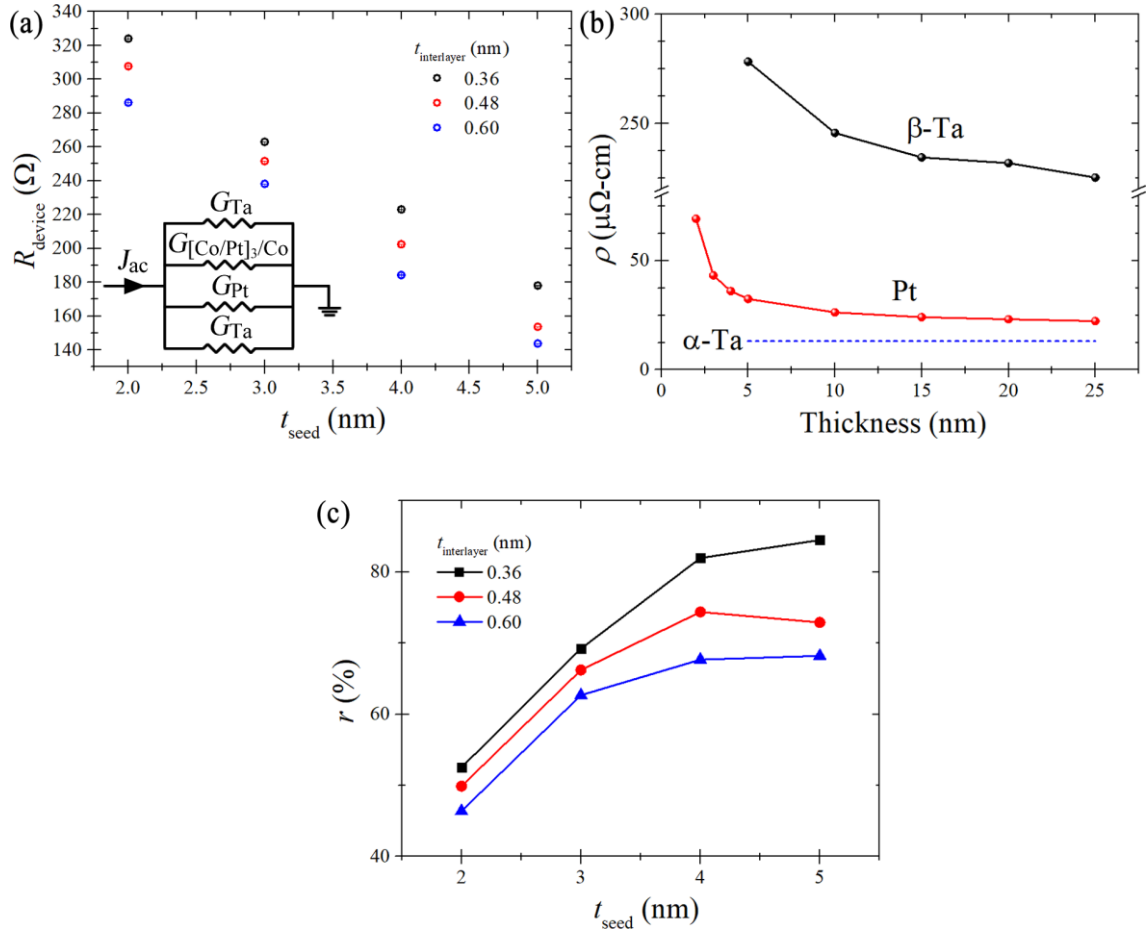 (a)
340
320
300
280
260
240
220
200
180
160
140
R_device (Ω)
t_interlayer (nm)
0.36
0.48
0.60
G_Ta
G_[Co/Pt]3/Co
G_Pt
G_Ta
J_ac
2.0 2.5 3.0 3.5 4.0 4.5 5.0
t_seed (nm)
(b)
300
250
50
0
ρ (μΩ-cm)
β-Ta
Pt
α-Ta
0 5 10 15 20 25
Thickness (nm)
(c)
80
60
40
r (%)
t_interlayer (nm)
0.36
0.48
0.60
2 3 4 5
t_seed (nm)